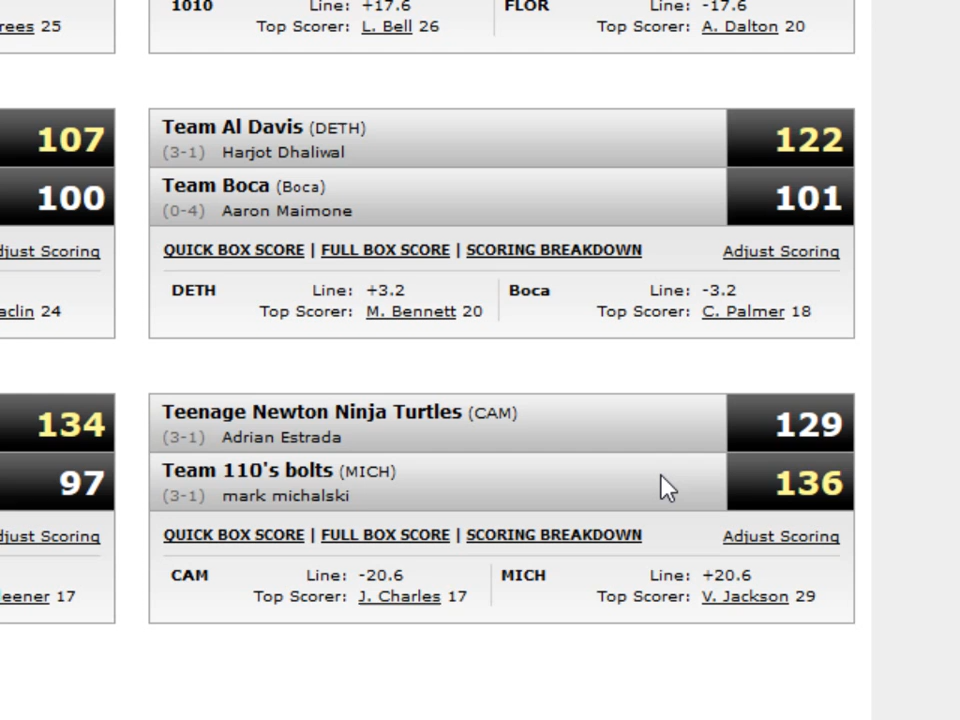 1010 Line: +17.6 FLOR Line: -17.6
rees 25 Top Scorer: L. Bell 26 Top Scorer: A. Dalton 20
107 Team Al Davis (DETH) 122
(3-1) Harjot Dhaliwal
100 Team Boca (Boca) 101
(0-4) Aaron Maimone
djust Scoring QUICK BOX SCORE | FULL BOX SCORE | SCORING BREAKDOWN Adjust Scoring
DETH Line: +3.2 Boca Line: -3.2
aclin 24 Top Scorer: M. Bennett 20 Top Scorer: C. Palmer 18
134 Teenage Newton Ninja Turtles (CAM) 129
(3-1) Adrian Estrada
97 Team 110's bolts (MICH) 136
(3-1) mark michalski
djust Scoring QUICK BOX SCORE | FULL BOX SCORE | SCORING BREAKDOWN Adjust Scoring
CAM Line: -20.6 MICH Line: +20.6
eener 17 Top Scorer: J. Charles 17 Top Scorer: V. Jackson 29